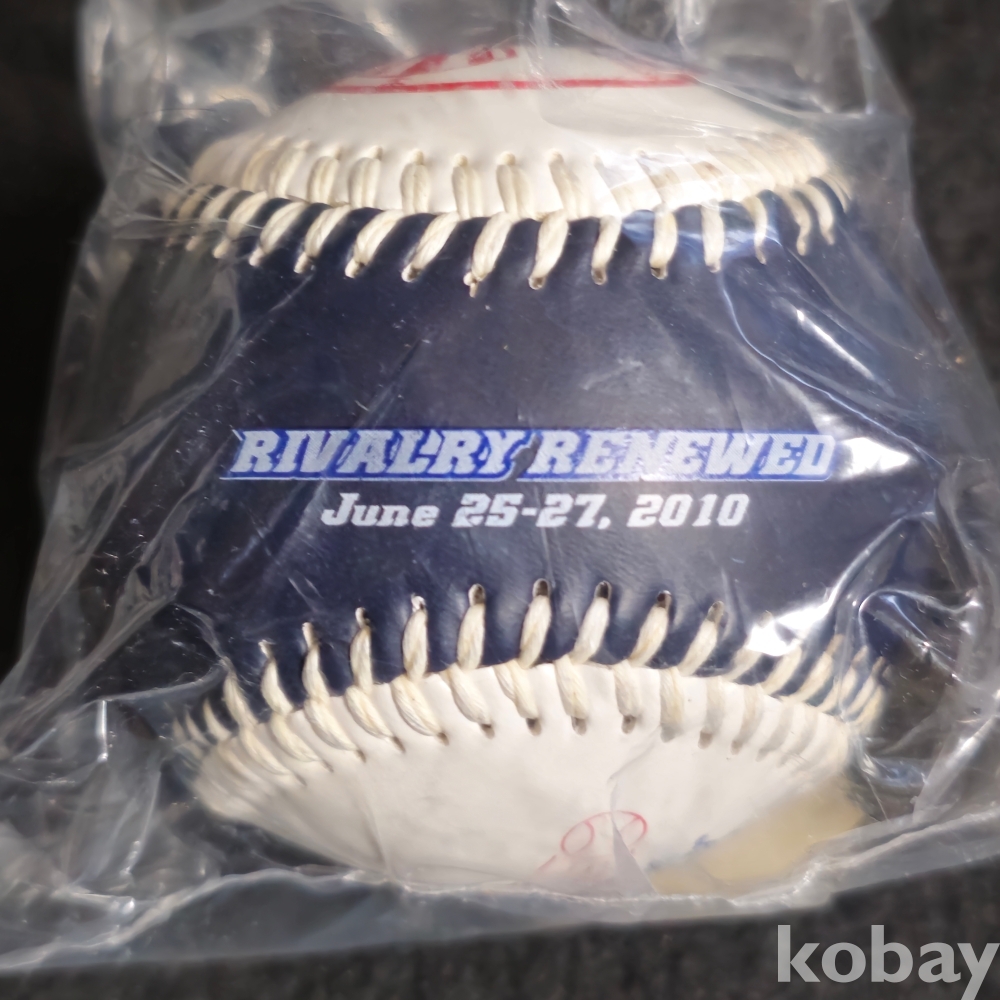 RIVALRY RENEWED
June 25-27, 2010
kobay